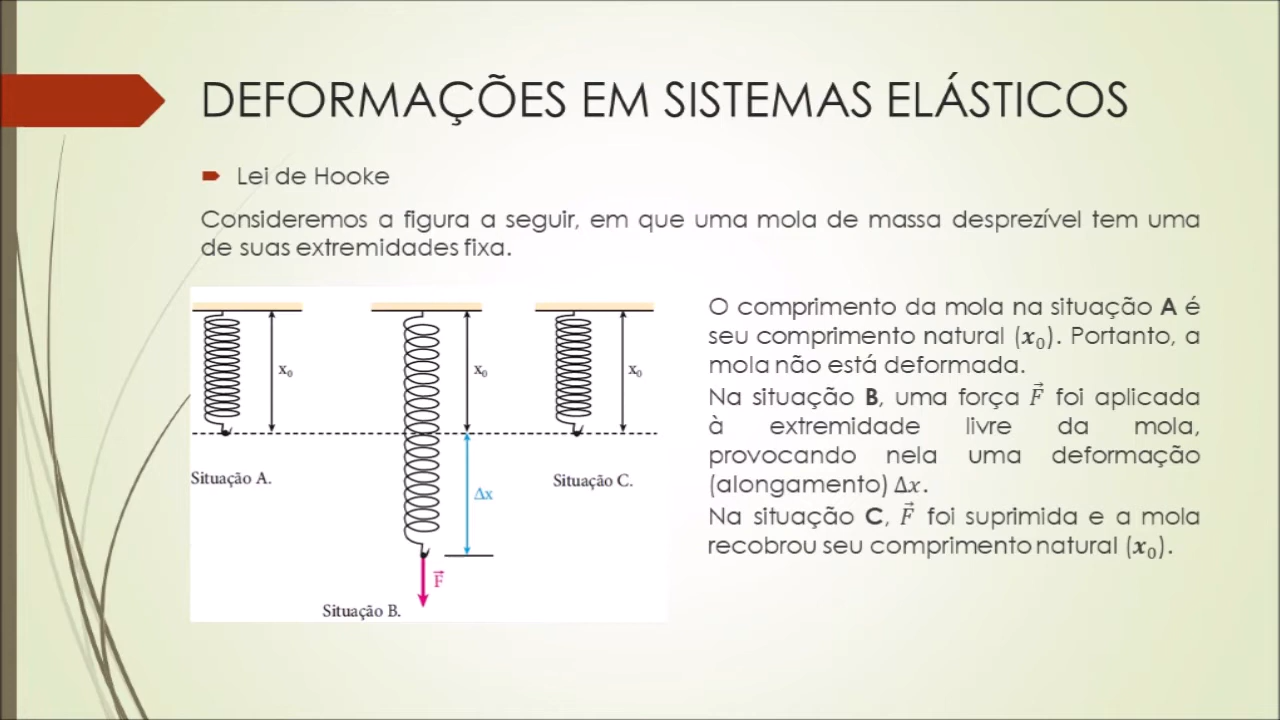 DEFORMAÇÕES EM SISTEMAS ELÁSTICOS
Lei de Hooke
Consideremos a figura a seguir, em que uma mola de massa desprezível tem uma
de suas extremidades fixa.
x₀
x₀
x₀
Situação A.
Situação C.
Δx
F⃗
Situação B.
O comprimento da mola na situação A é
seu comprimento natural (x₀). Portanto, a
mola não está deformada.
Na situação B, uma força F⃗ foi aplicada
à extremidade livre da mola,
provocando nela uma deformação
(alongamento) Δx.
Na situação C, F⃗ foi suprimida e a mola
recobrou seu comprimento natural (x₀).